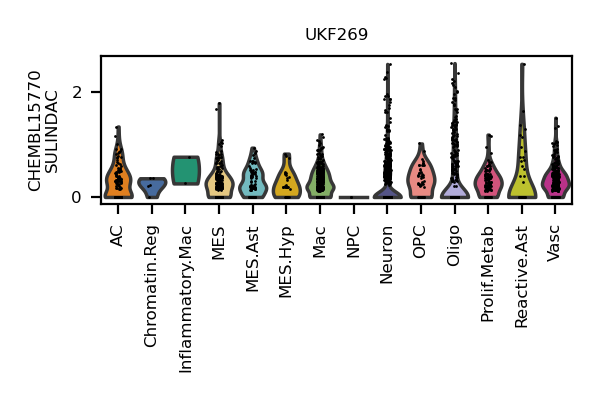 UKF269
CHEMBL15770
SULINDAC
2
0
AC
Chromatin.Reg
Inflammatory.Mac
MES
MES.Ast
MES.Hyp
Mac
NPC
Neuron
OPC
Oligo
Prolif.Metab
Reactive.Ast
Vasc